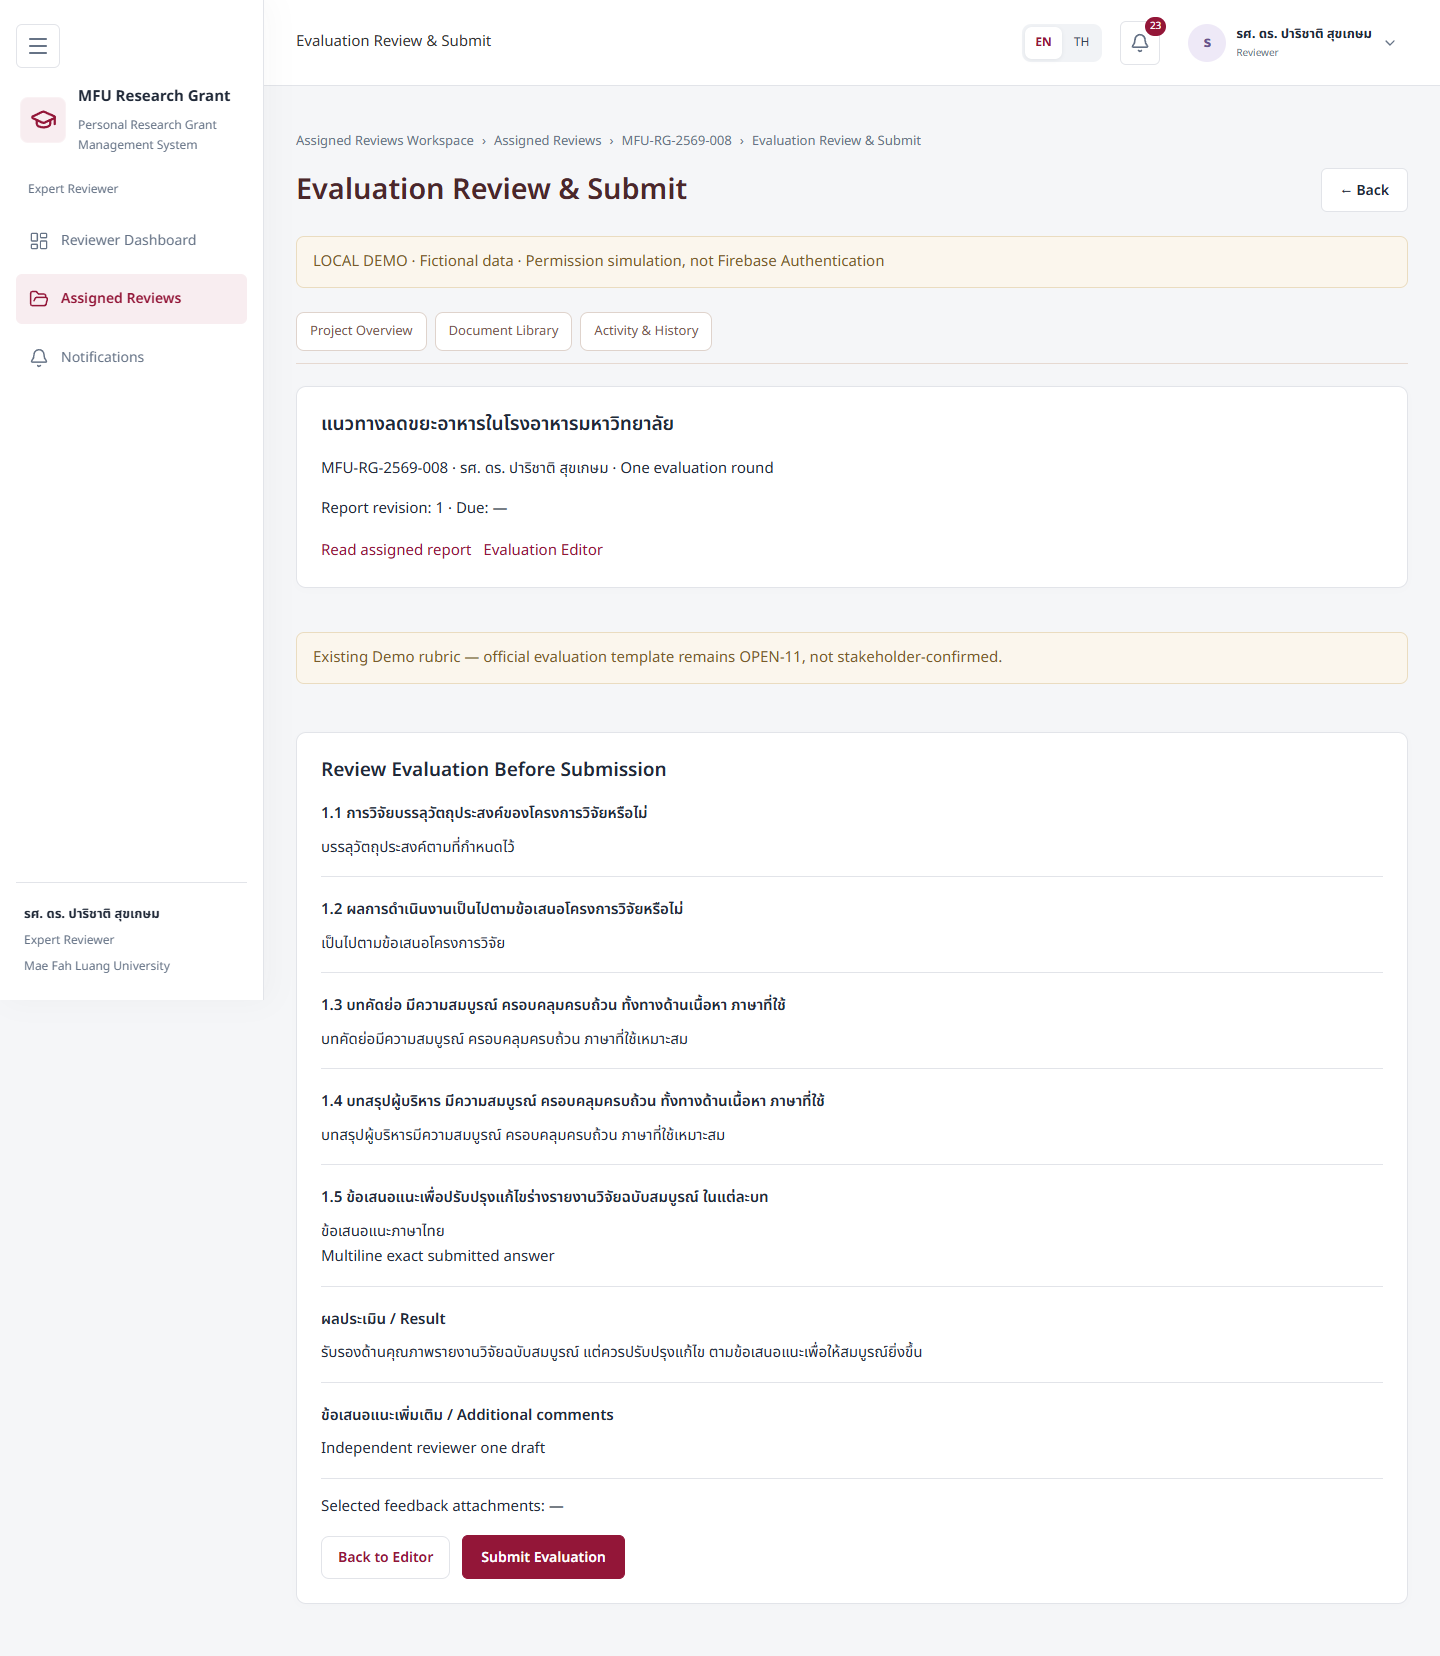 MFU Research Grant
Personal Research Grant
Management System
Expert Reviewer
Reviewer Dashboard
Assigned Reviews
Notifications
รศ. ดร. ปาริชาติ สุขเกษม
Expert Reviewer
Mae Fah Luang University
Evaluation Review & Submit
EN TH
23
S
รศ. ดร. ปาริชาติ สุขเกษม
Reviewer
Assigned Reviews Workspace › Assigned Reviews › MFU-RG-2569-008 › Evaluation Review & Submit
Evaluation Review & Submit
← Back
LOCAL DEMO · Fictional data · Permission simulation, not Firebase Authentication
Project Overview Document Library Activity & History
แนวทางลดขยะอาหารในโรงอาหารมหาวิทยาลัย
MFU-RG-2569-008 · รศ. ดร. ปาริชาติ สุขเกษม · One evaluation round
Report revision: 1 · Due: —
Read assigned report Evaluation Editor
Existing Demo rubric — official evaluation template remains OPEN-11, not stakeholder-confirmed.
Review Evaluation Before Submission
1.1 การวิจัยบรรลุวัตถุประสงค์ของโครงการวิจัยหรือไม่
บรรลุวัตถุประสงค์ตามที่กำหนดไว้
1.2 ผลการดำเนินงานเป็นไปตามข้อเสนอโครงการวิจัยหรือไม่
เป็นไปตามข้อเสนอโครงการวิจัย
1.3 บทคัดย่อ มีความสมบูรณ์ ครอบคลุมครบถ้วน ทั้งทางด้านเนื้อหา ภาษาที่ใช้
บทคัดย่อมีความสมบูรณ์ ครอบคลุมครบถ้วน ภาษาที่ใช้เหมาะสม
1.4 บทสรุปผู้บริหาร มีความสมบูรณ์ ครอบคลุมครบถ้วน ทั้งทางด้านเนื้อหา ภาษาที่ใช้
บทสรุปผู้บริหารมีความสมบูรณ์ ครอบคลุมครบถ้วน ภาษาที่ใช้เหมาะสม
1.5 ข้อเสนอแนะเพื่อปรับปรุงแก้ไขร่างรายงานวิจัยฉบับสมบูรณ์ ในแต่ละบท
ข้อเสนอแนะภาษาไทย
Multiline exact submitted answer
ผลประเมิน / Result
รับรองด้านคุณภาพรายงานวิจัยฉบับสมบูรณ์ แต่ควรปรับปรุงแก้ไข ตามข้อเสนอแนะเพื่อให้สมบูรณ์ยิ่งขึ้น
ข้อเสนอแนะเพิ่มเติม / Additional comments
Independent reviewer one draft
Selected feedback attachments: —
Back to Editor Submit Evaluation